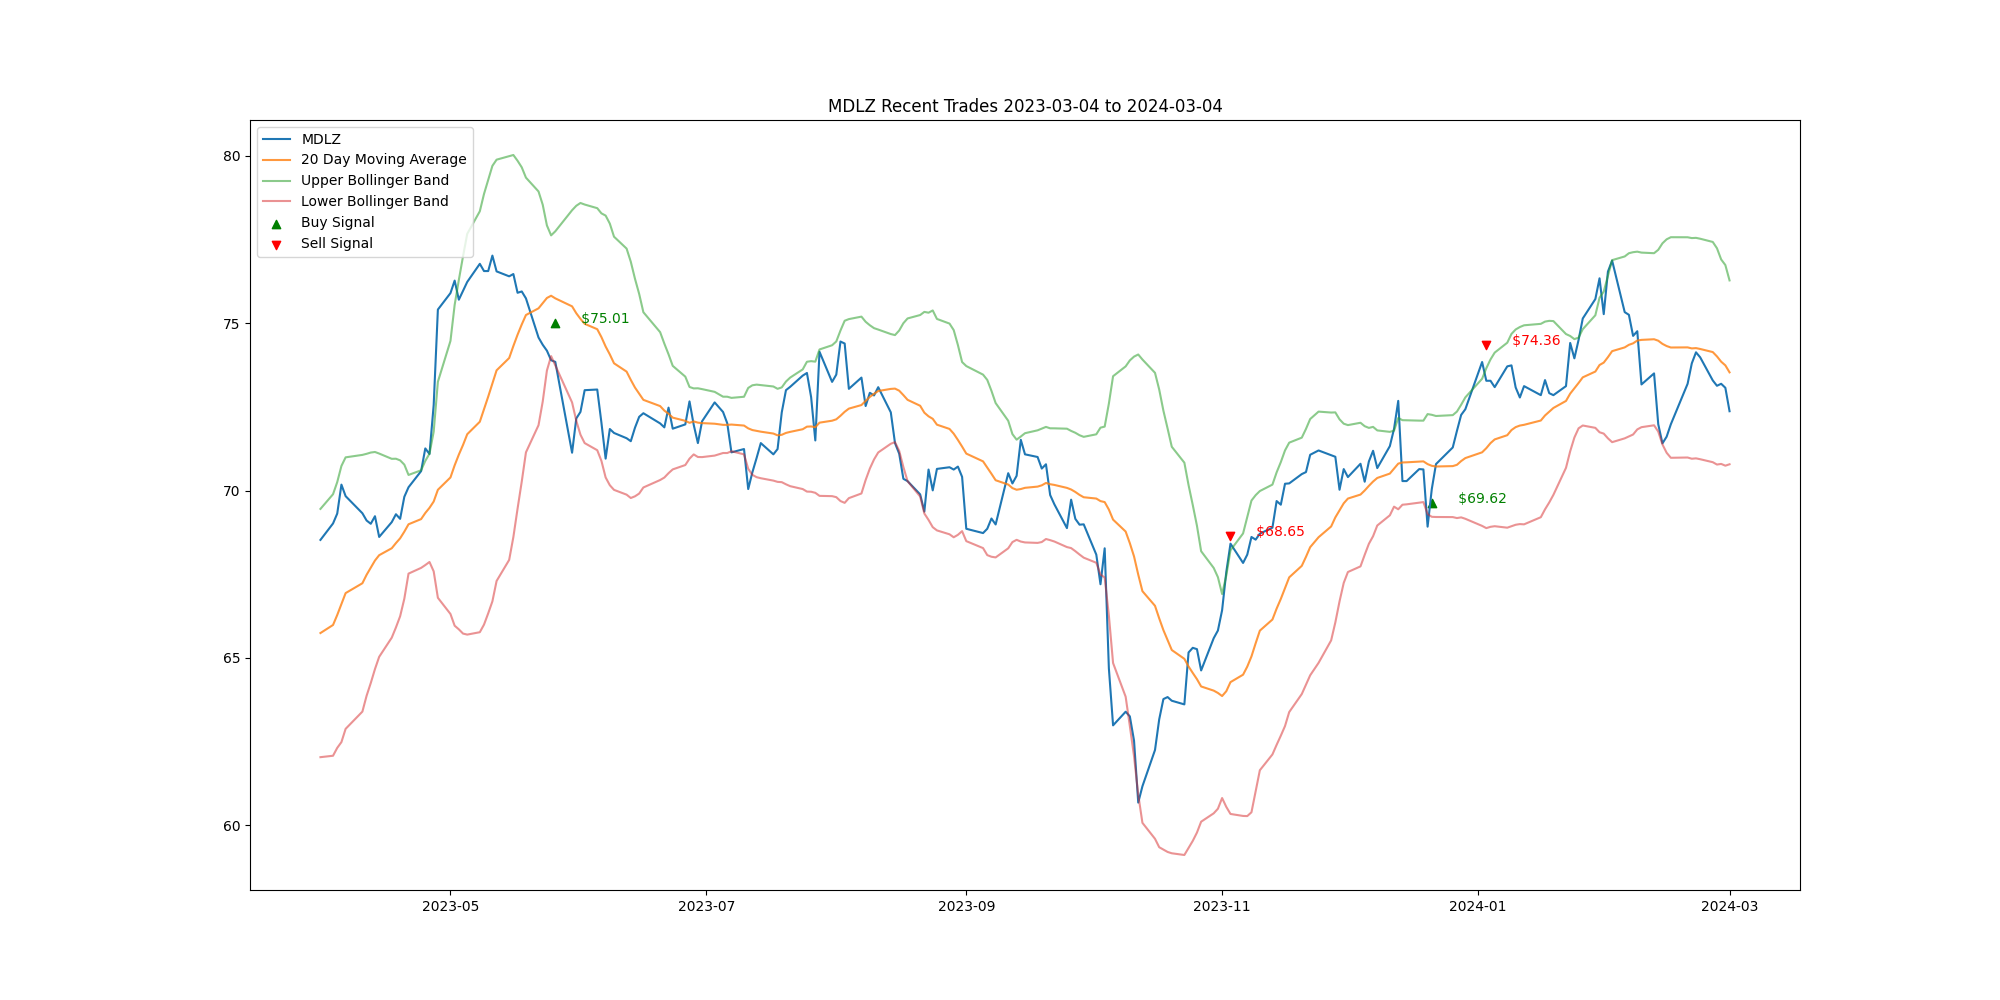 MDLZ Recent Trades 2023-03-04 to 2024-03-04
MDLZ
20 Day Moving Average
Upper Bollinger Band
Lower Bollinger Band
Buy Signal
Sell Signal
80
75
70
65
60
$75.01
$74.36
$69.62
$68.65
2023-05
2023-07
2023-09
2023-11
2024-01
2024-03